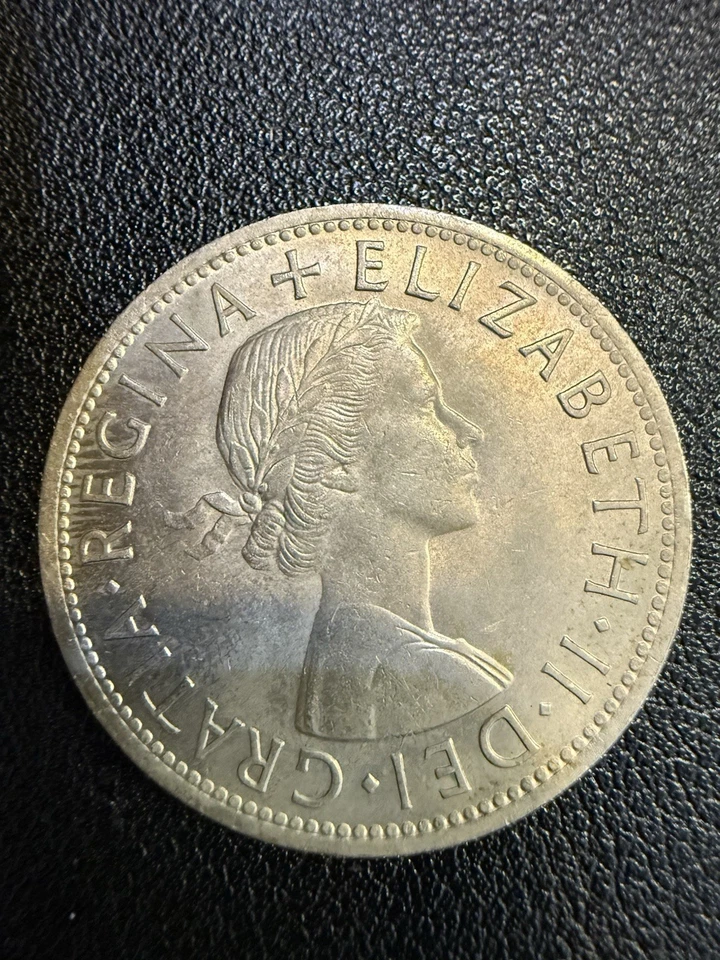 + ELIZABETH · II · DEI · GRATIA · REGINA